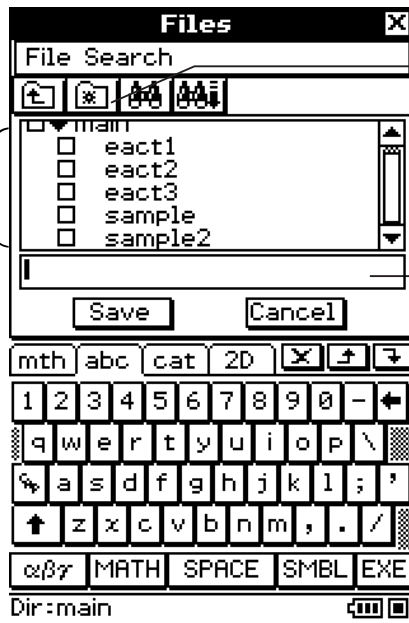 Files
File Search
main
eact1
eact2
eact3
sample
sample2
Save Cancel
mth abc cat 2D
1 2 3 4 5 6 7 8 9 0 -
q w e r t y u i o p \
a s d f g h j k l ; '
z x c v b n m , . /
αβγ MATH SPACE SMBL EXE
Dir:main